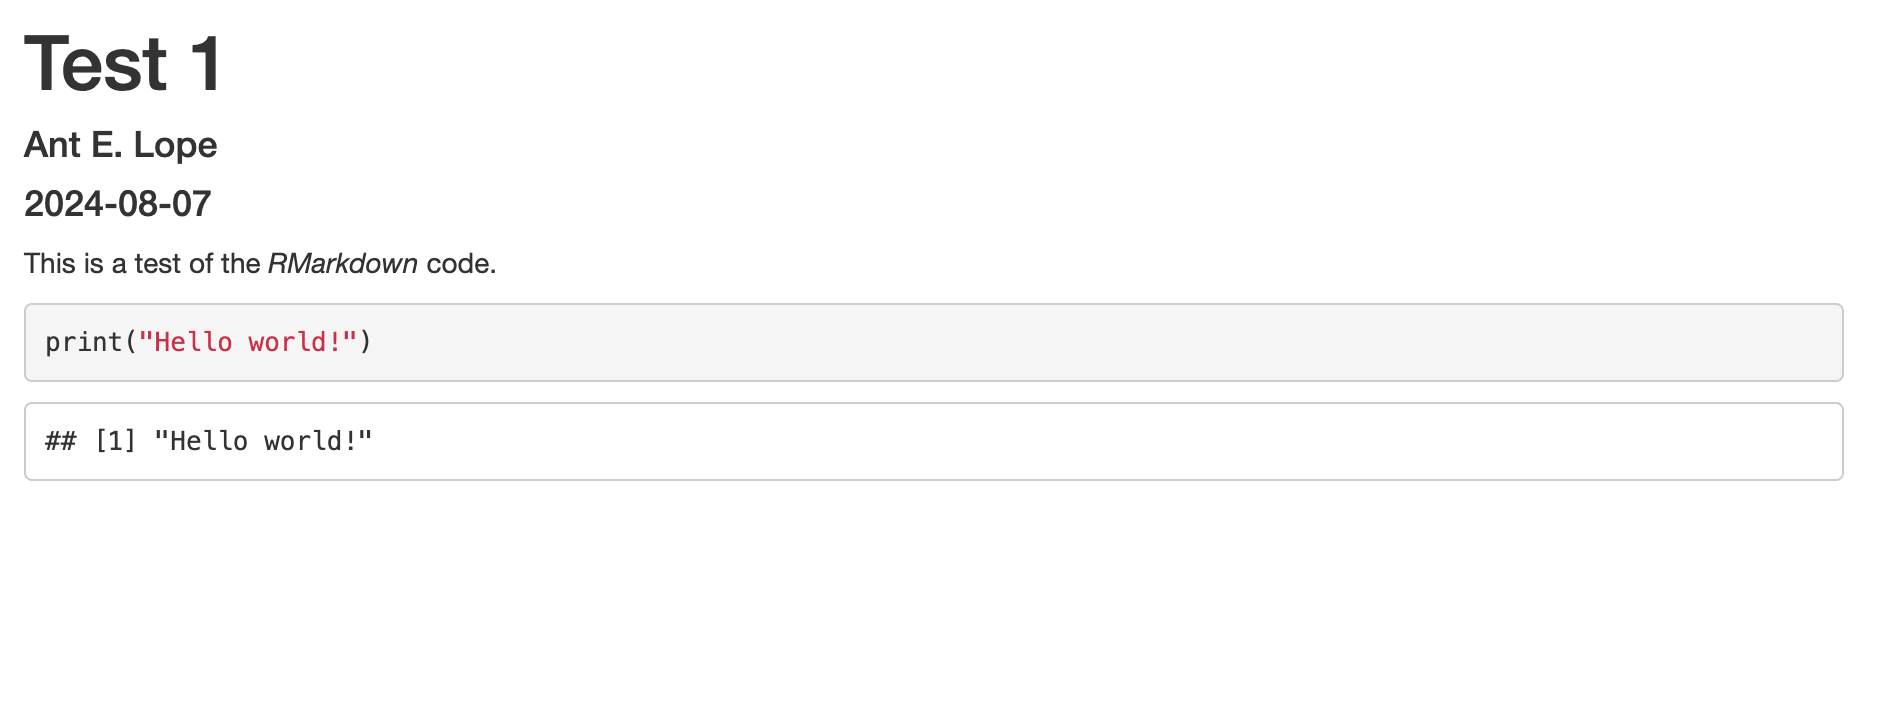 Test 1
Ant E. Lope
2024-08-07
This is a test of the RMarkdown code.
print("Hello world!")
## [1] "Hello world!"